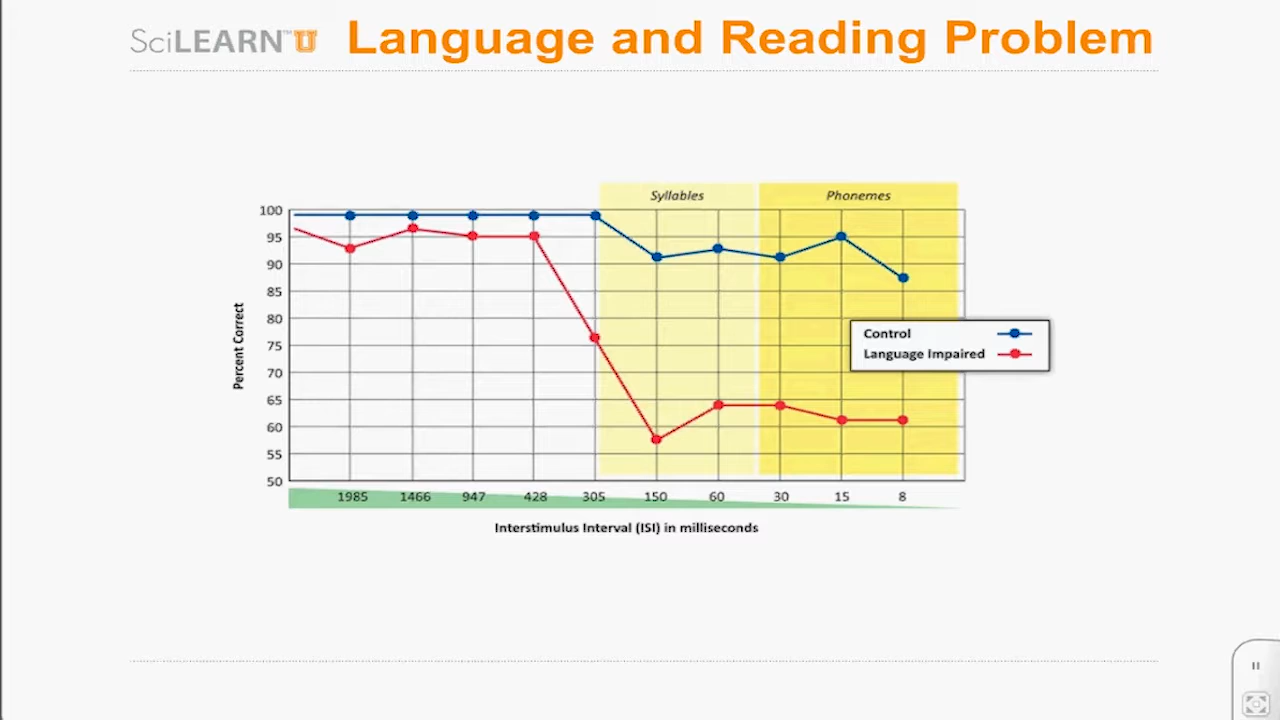 SciLEARN™U Language and Reading Problem
Syllables Phonemes
100
95
90
85
80
75
70
65
60
55
50
Percent Correct
Control
Language Impaired
1985 1466 947 428 305 150 60 30 15 8
Interstimulus Interval (ISI) in milliseconds